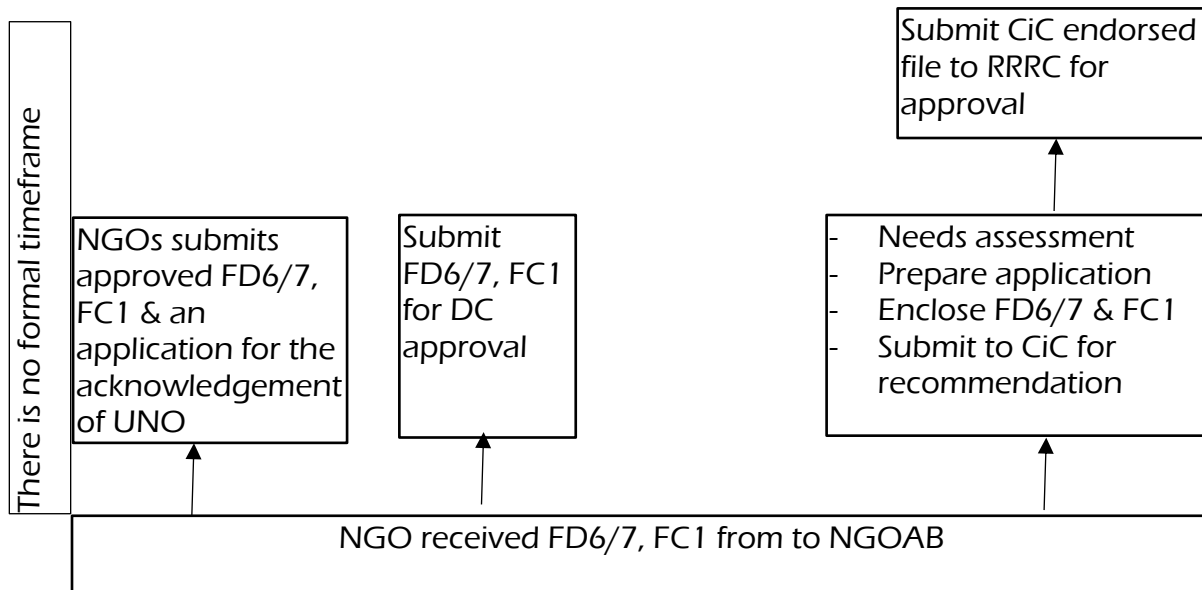 There is no formal timeframe
Submit CiC endorsed
file to RRRC for
approval
NGOs submits
approved FD6/7,
FC1 & an
application for the
acknowledgement
of UNO
Submit
FD6/7, FC1
for DC
approval
- Needs assessment
- Prepare application
- Enclose FD6/7 & FC1
- Submit to CiC for
recommendation
NGO received FD6/7, FC1 from to NGOAB